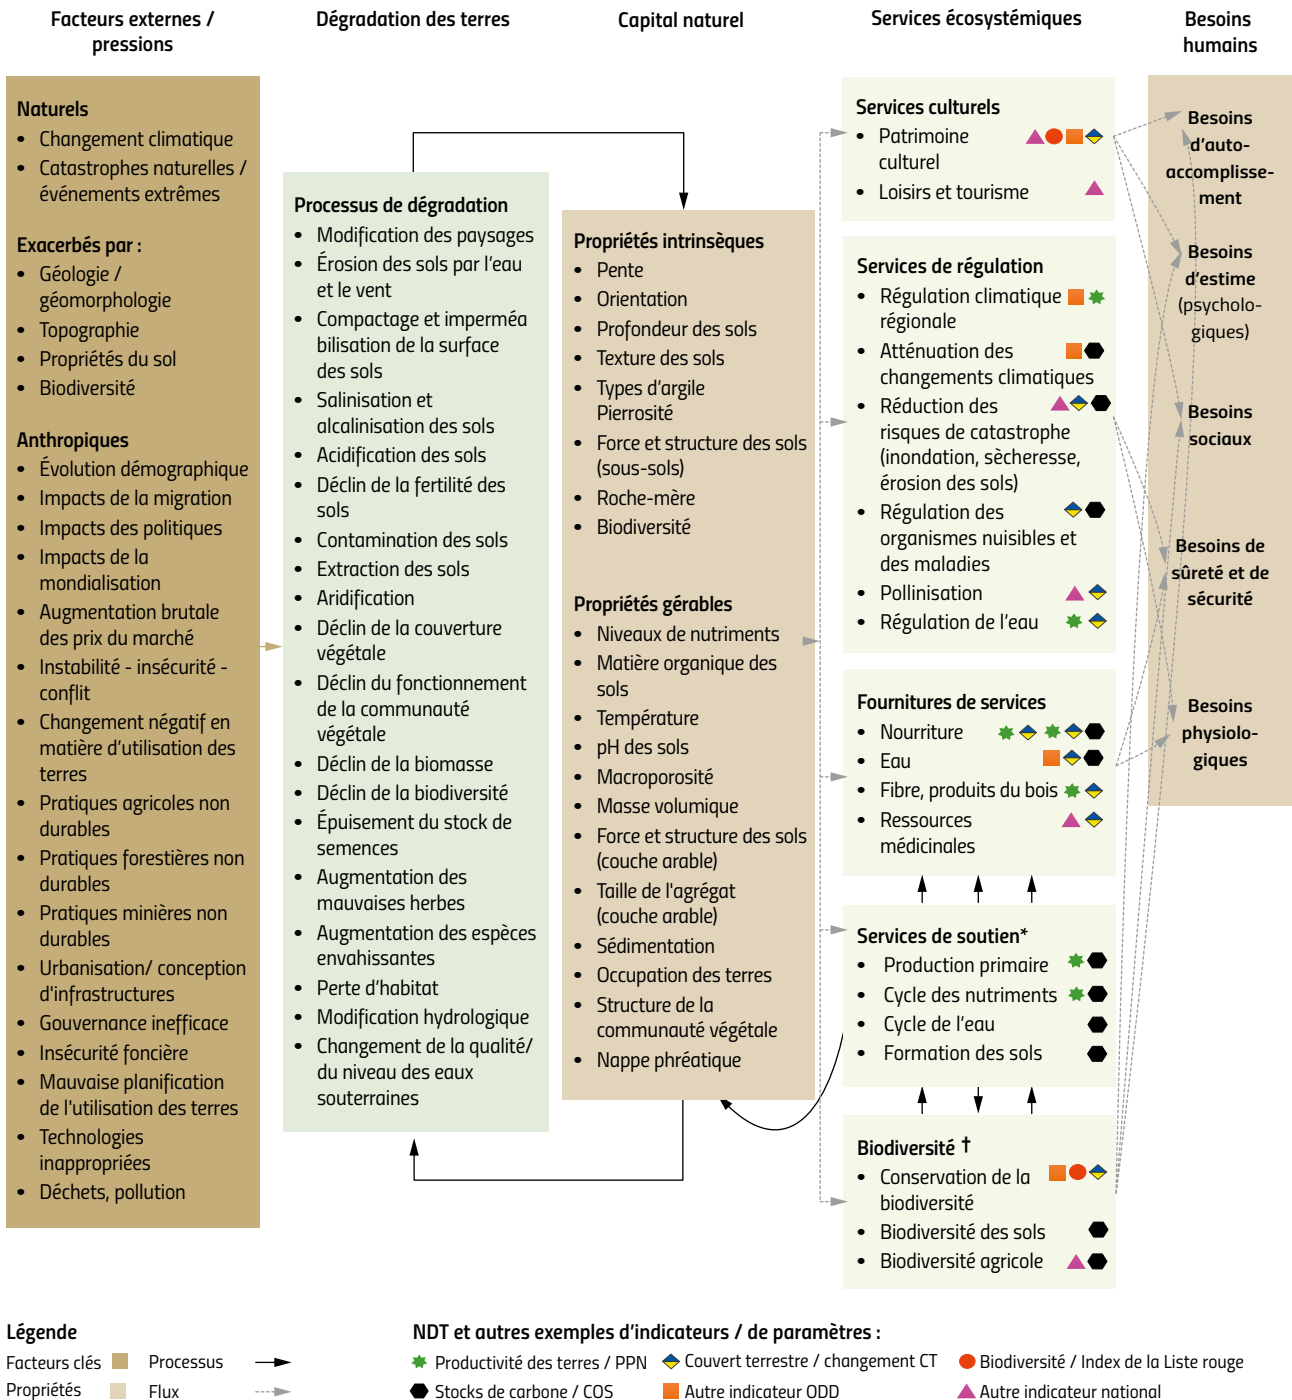 Facteurs externes /
pressions
Dégradation des terres
Capital naturel
Services écosystémiques
Besoins
humains
Naturels
• Changement climatique
• Catastrophes naturelles /
événements extrêmes
Exacerbés par :
• Géologie /
géomorphologie
• Topographie
• Propriétés du sol
• Biodiversité
Anthropiques
• Évolution démographique
• Impacts de la migration
• Impacts des politiques
• Impacts de la
mondialisation
• Augmentation brutale
des prix du marché
• Instabilité - insécurité -
conflit
• Changement négatif en
matière d'utilisation des
terres
• Pratiques agricoles non
durables
• Pratiques forestières non
durables
• Pratiques minières non
durables
• Urbanisation/ conception
d'infrastructures
• Gouvernance inefficace
• Insécurité foncière
• Mauvaise planification
de l'utilisation des terres
• Technologies
inappropriées
• Déchets, pollution
Processus de dégradation
• Modification des paysages
• Érosion des sols par l'eau
et le vent
• Compactage et imperméa
bilisation de la surface
des sols
• Salinisation et
alcalinisation des sols
• Acidification des sols
• Déclin de la fertilité des
sols
• Contamination des sols
• Extraction des sols
• Aridification
• Déclin de la couverture
végétale
• Déclin du fonctionnement
de la communauté
végétale
• Déclin de la biomasse
• Déclin de la biodiversité
• Épuisement du stock de
semences
• Augmentation des
mauvaises herbes
• Augmentation des espèces
envahissantes
• Perte d'habitat
• Modification hydrologique
• Changement de la qualité/
du niveau des eaux
souterraines
Propriétés intrinsèques
• Pente
• Orientation
• Profondeur des sols
• Texture des sols
• Types d'argile
Pierrosité
• Force et structure des sols
(sous-sols)
• Roche-mère
• Biodiversité
Propriétés gérables
• Niveaux de nutriments
• Matière organique des
sols
• Température
• pH des sols
• Macroporosité
• Masse volumique
• Force et structure des sols
(couche arable)
• Taille de l'agrégat
(couche arable)
• Sédimentation
• Occupation des terres
• Structure de la
communauté végétale
• Nappe phréatique
Services culturels
• Patrimoine
culturel
• Loisirs et tourisme
Services de régulation
• Régulation climatique
régionale
• Atténuation des
changements climatiques
• Réduction des
risques de catastrophe
(inondation, sècheresse,
érosion des sols)
• Régulation des
organismes nuisibles et
des maladies
• Pollinisation
• Régulation de l'eau
Fournitures de services
• Nourriture
• Eau
• Fibre, produits du bois
• Ressources
médicinales
Services de soutien*
• Production primaire
• Cycle des nutriments
• Cycle de l'eau
• Formation des sols
Biodiversité †
• Conservation de la
biodiversité
• Biodiversité des sols
• Biodiversité agricole
Besoins
d'auto-
accomplisse-
ment
Besoins
d'estime
(psycholo-
giques)
Besoins
sociaux
Besoins de
sûreté et de
sécurité
Besoins
physiolo-
giques
Légende
Facteurs clés
Processus
Propriétés
Flux
NDT et autres exemples d'indicateurs / de paramètres :
Productivité des terres / PPN
Couvert terrestre / changement CT
Biodiversité / Index de la Liste rouge
Stocks de carbone / COS
Autre indicateur ODD
Autre indicateur national